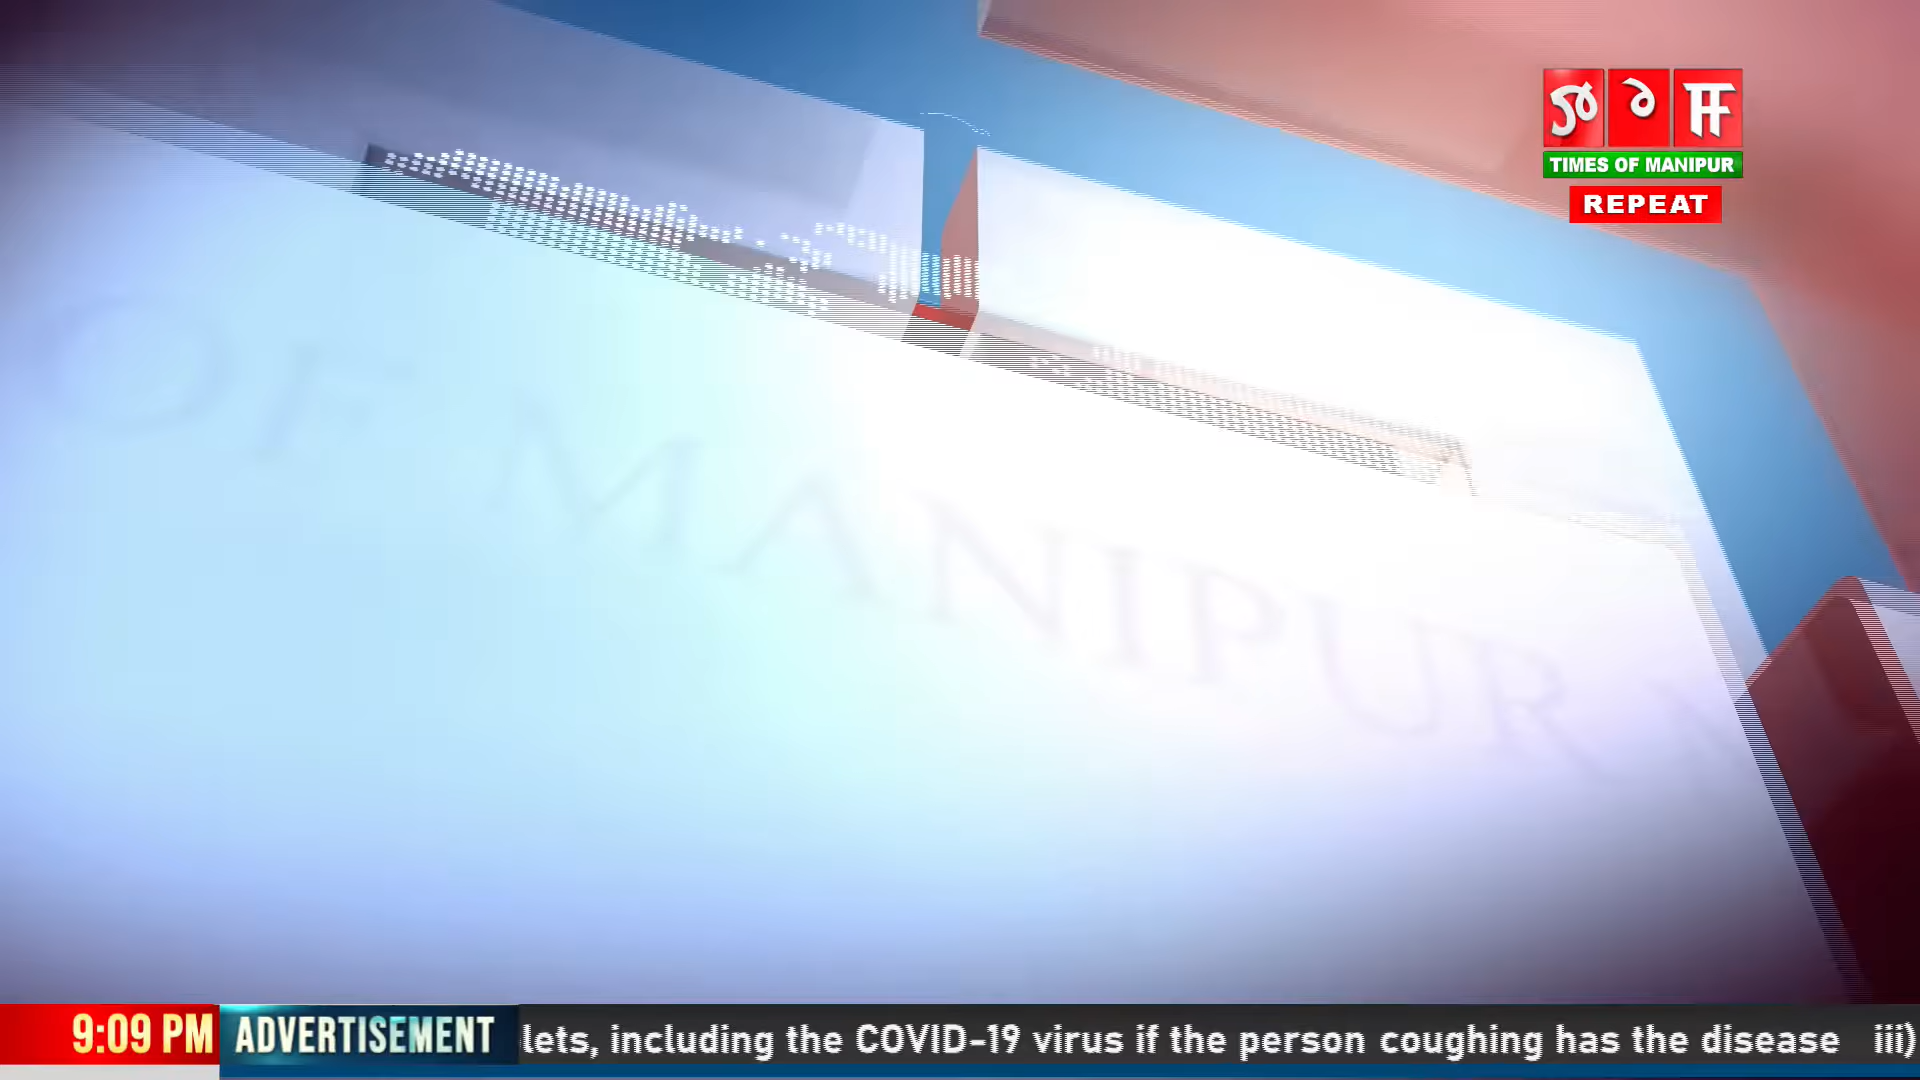 TIMES OF MANIPUR
REPEAT
OF MANIPUR
9:09 PM
ADVERTISEMENT
lets, including the COVID-19 virus if the person coughing has the disease iii)